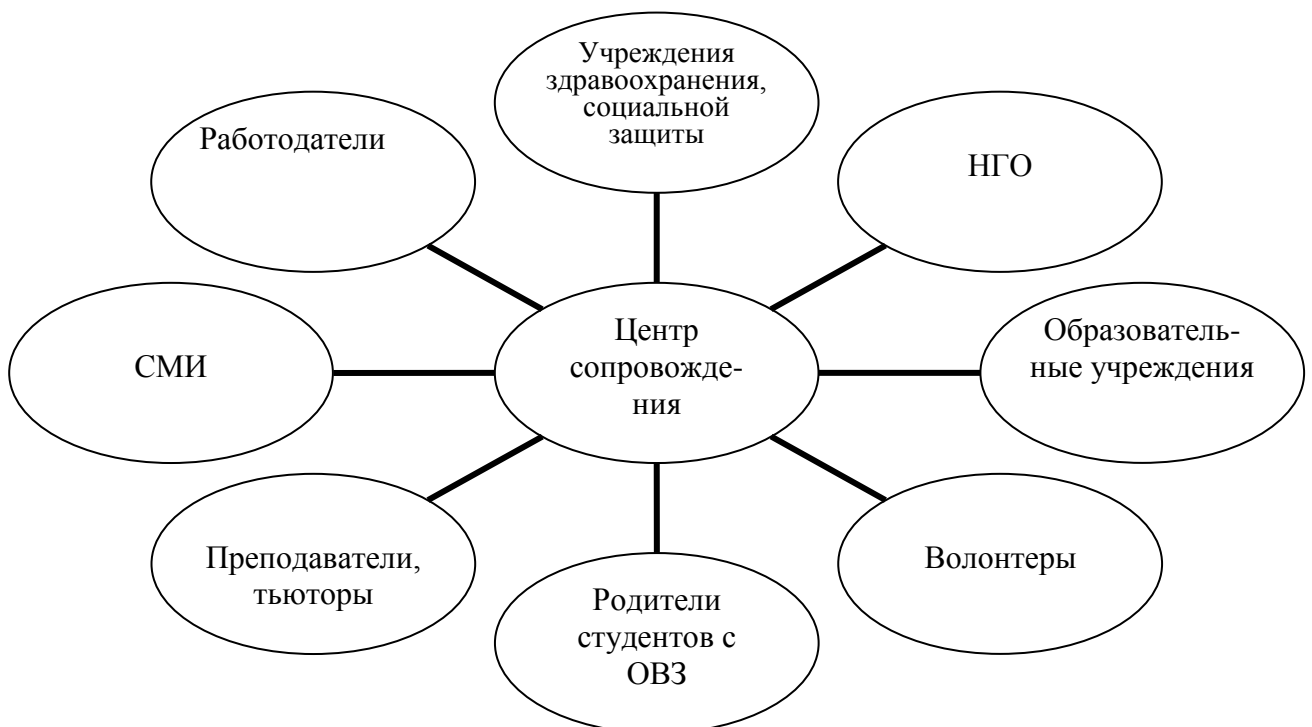 Учреждения
здравоохранения,
социальной
защиты
Работодатели
НГО
Центр
сопровожде-
ния
СМИ
Образователь-
ные учреждения
Преподаватели,
тьюторы
Родители
студентов с
ОВЗ
Волонтеры